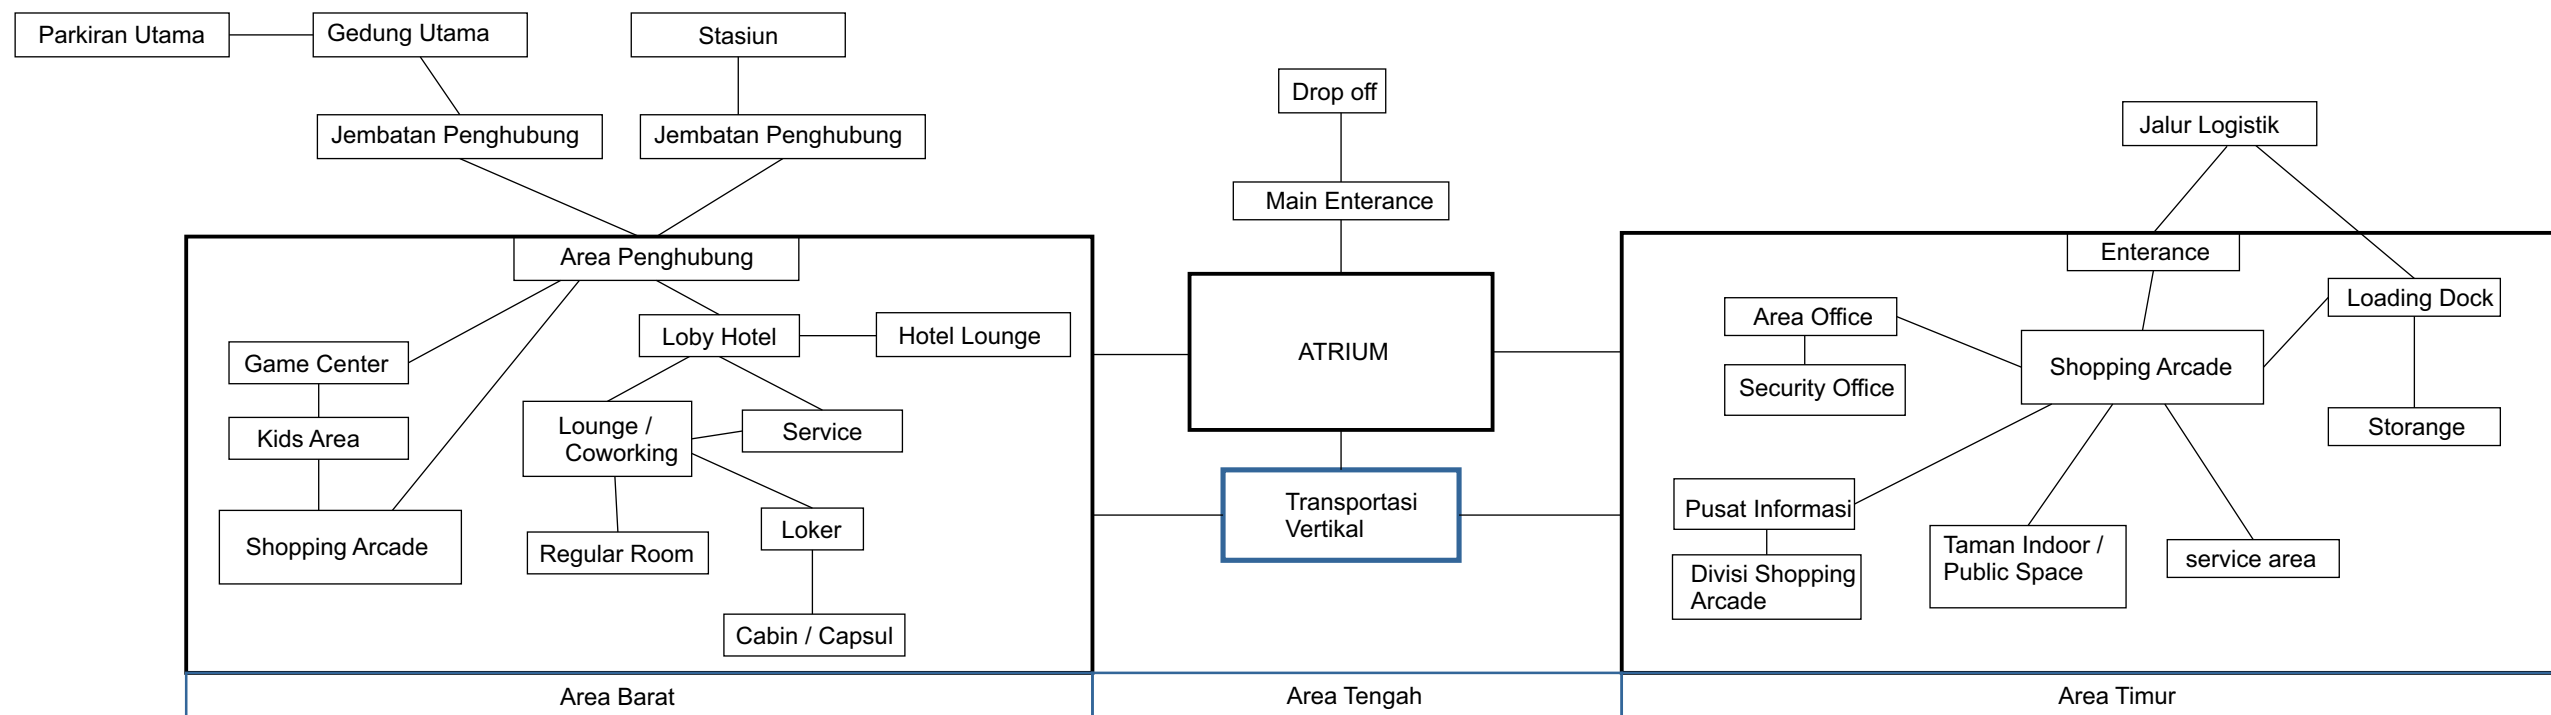 Parkiran Utama
Gedung Utama
Stasiun
Jembatan Penghubung
Jembatan Penghubung
Area Penghubung
Game Center
Kids Area
Shopping Arcade
Loby Hotel
Hotel Lounge
Lounge /
Coworking
Service
Regular Room
Loker
Cabin / Capsul
Area Barat
Drop off
Main Enterance
ATRIUM
Transportasi
Vertikal
Area Tengah
Jalur Logistik
Enterance
Loading Dock
Area Office
Security Office
Shopping Arcade
Storange
Pusat Informasi
Divisi Shopping
Arcade
Taman Indoor /
Public Space
service area
Area Timur